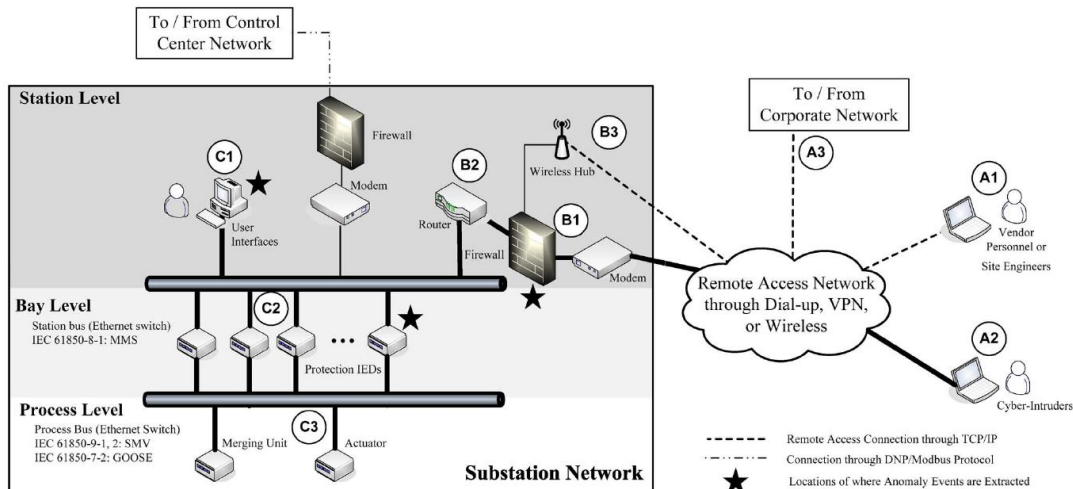 To / From Control
Center Network
Station Level
Firewall
C1
B2
B3
Wireless Hub
Modem
User
Interfaces
Router
Firewall
B1
Modem
To / From
Corporate Network
A3
A1
Vendor
Personnel or
Site Engineers
Remote Access Network
through Dial-up, VPN,
or Wireless
A2
Cyber-Intruders
Bay Level
Station bus (Ethernet switch)
IEC 61850-8-1: MMS
C2
Protection IEDs
Process Level
Process Bus (Ethernet Switch)
IEC 61850-9-1, 2: SMV
IEC 61850-7-2: GOOSE
C3
Merging Unit
Actuator
Substation Network
Remote Access Connection through TCP/IP
Connection through DNP/Modbus Protocol
Locations of where Anomaly Events are Extracted